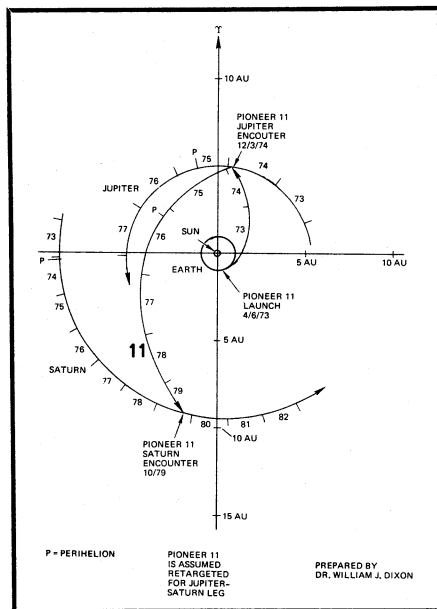 ♈
10 AU
PIONEER 11
JUPITER
ENCOUTER
12/3/74
P
75
75
74
JUPITER
76
P
76
74
73
73
77
73
SUN
P
EARTH
5 AU
10 AU
74
77
PIONEER 11
LAUNCH
4/6/73
75
5 AU
11
78
76
SATURN
77
79
78
80
81
82
10 AU
PIONEER 11
SATURN
ENCOUNTER
10/79
15 AU
P = PERIHELION
PIONEER 11
IS ASSUMED
RETARGETED
FOR JUPITER-
SATURN LEG
PREPARED BY
DR. WILLIAM J. DIXON